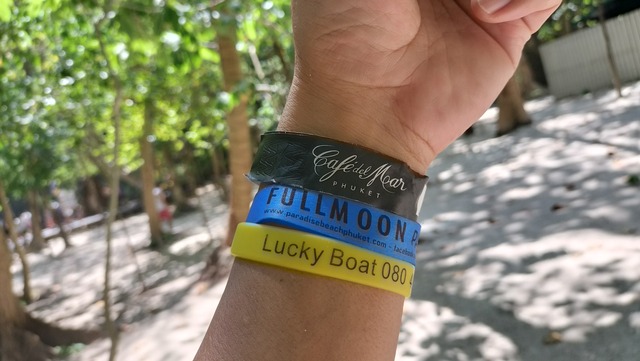 Café del Mar
PHUKET
FULLMOON
www.paradisebeachphuket.com -
Lucky Boat 080